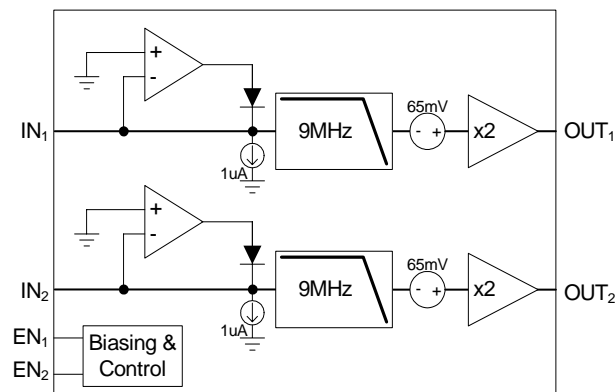 +
-
IN1
1uA
9MHz
65mV
- +
x2
OUT1
+
-
IN2
1uA
9MHz
65mV
- +
x2
OUT2
EN1
EN2
Biasing &
Control